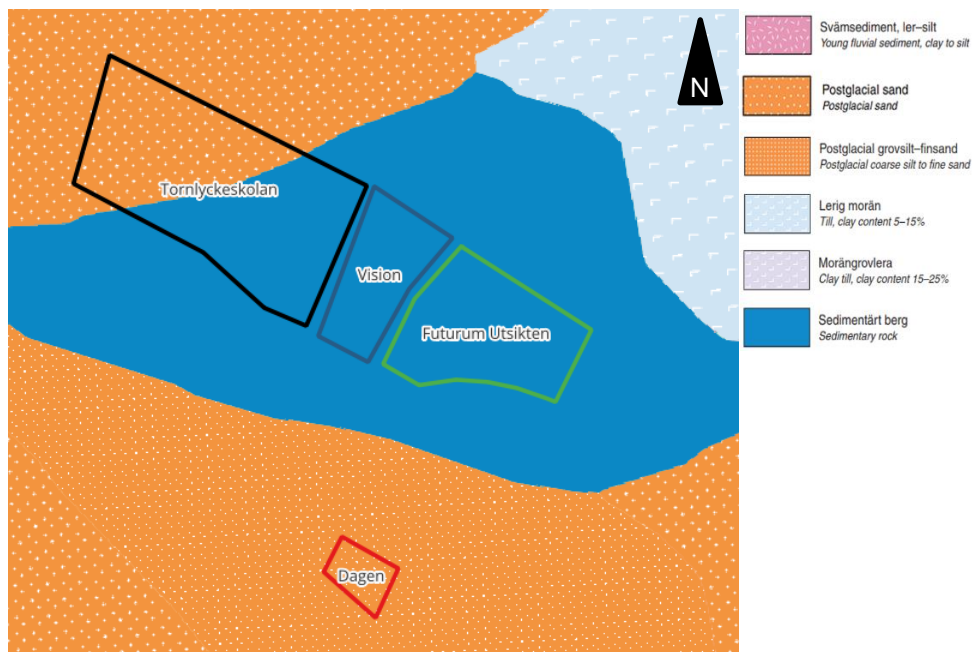 N
Tornlyckeskolan
Vision
Futurum Utsikten
Dagen
Svämsediment, ler–silt
Young fluvial sediment, clay to silt
Postglacial sand
Postglacial sand
Postglacial grovsilt–finsand
Postglacial coarse silt to fine sand
Lerig morän
Till, clay content 5–15%
Morängrovlera
Clay till, clay content 15–25%
Sedimentärt berg
Sedimentary rock